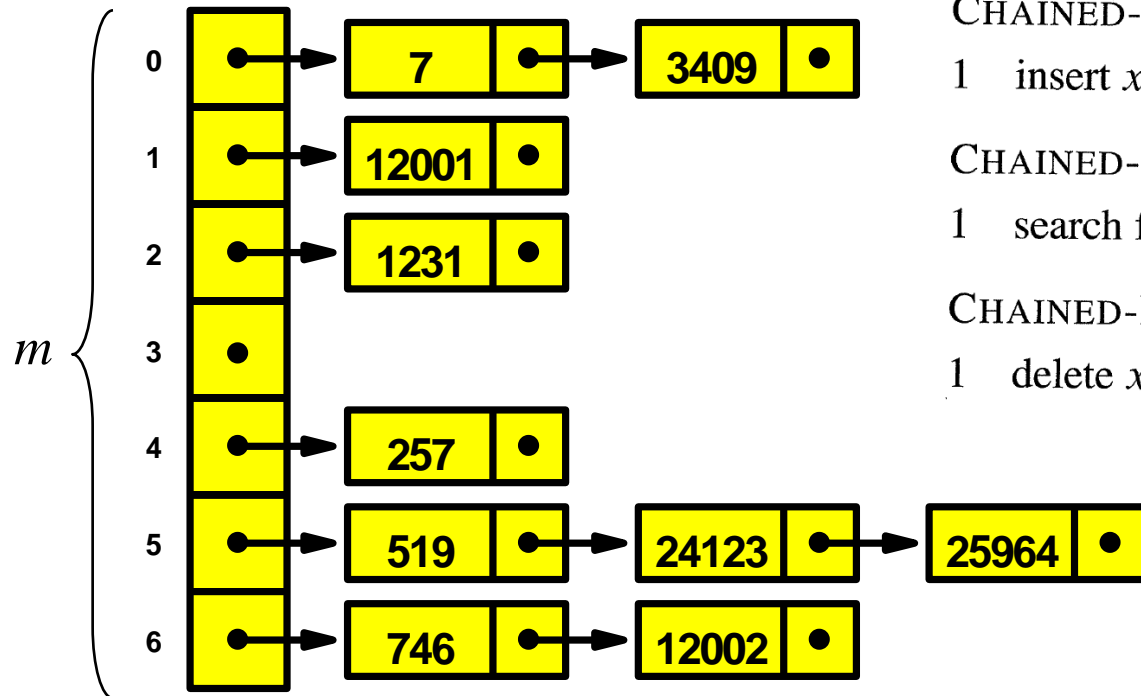 0 7 3409
1 12001
2 1231
m 3
4 257
5 519 24123 25964
6 746 12002
CHAINED-
1 insert x
CHAINED-
1 search
CHAINED-
1 delete x